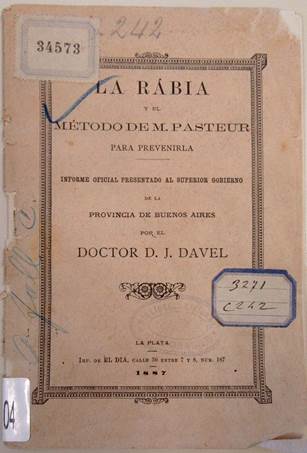 34573
242
LA RÁBIA
Y EL
MÉTODO DE M. PASTEUR
PARA PREVENIRLA
INFORME OFICIAL PRESENTADO AL SUPERIOR GOBIERNO
DE LA
PROVINCIA DE BUENOS AIRES
POR EL
DOCTOR D. J. DAVEL
3271
C242
LA PLATA
IMP. DE EL DIA, CALLE 36 ENTRE 7 Y 8, NUM. 187
1887
04